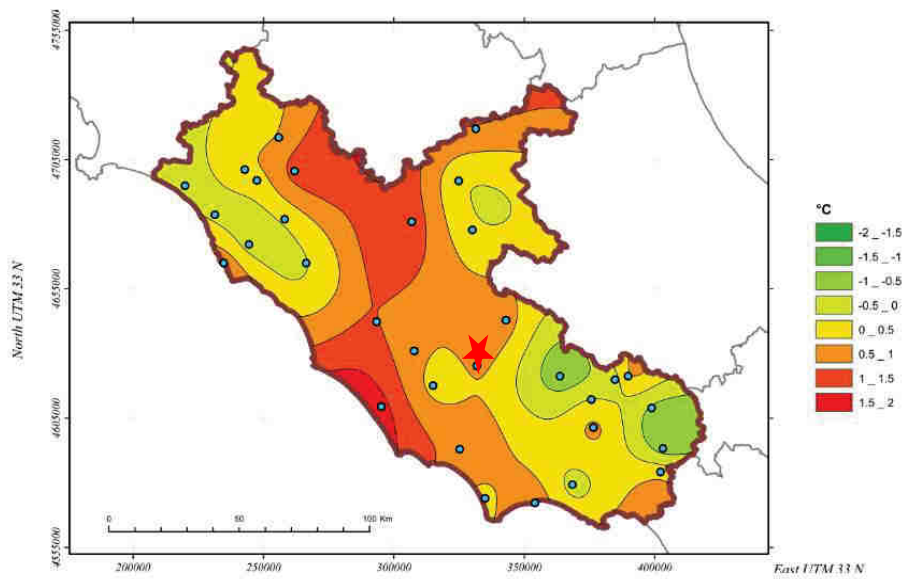 4755000
4705000
4655000
4605000
4555000
North UTM 33 N
°C
-2 _ -1.5
-1.5 _ -1
-1 _ -0.5
-0.5 _ 0
0 _ 0.5
0.5 _ 1
1 _ 1.5
1.5 _ 2
0 50 100 Km
200000 250000 300000 350000 400000
East UTM 33 N